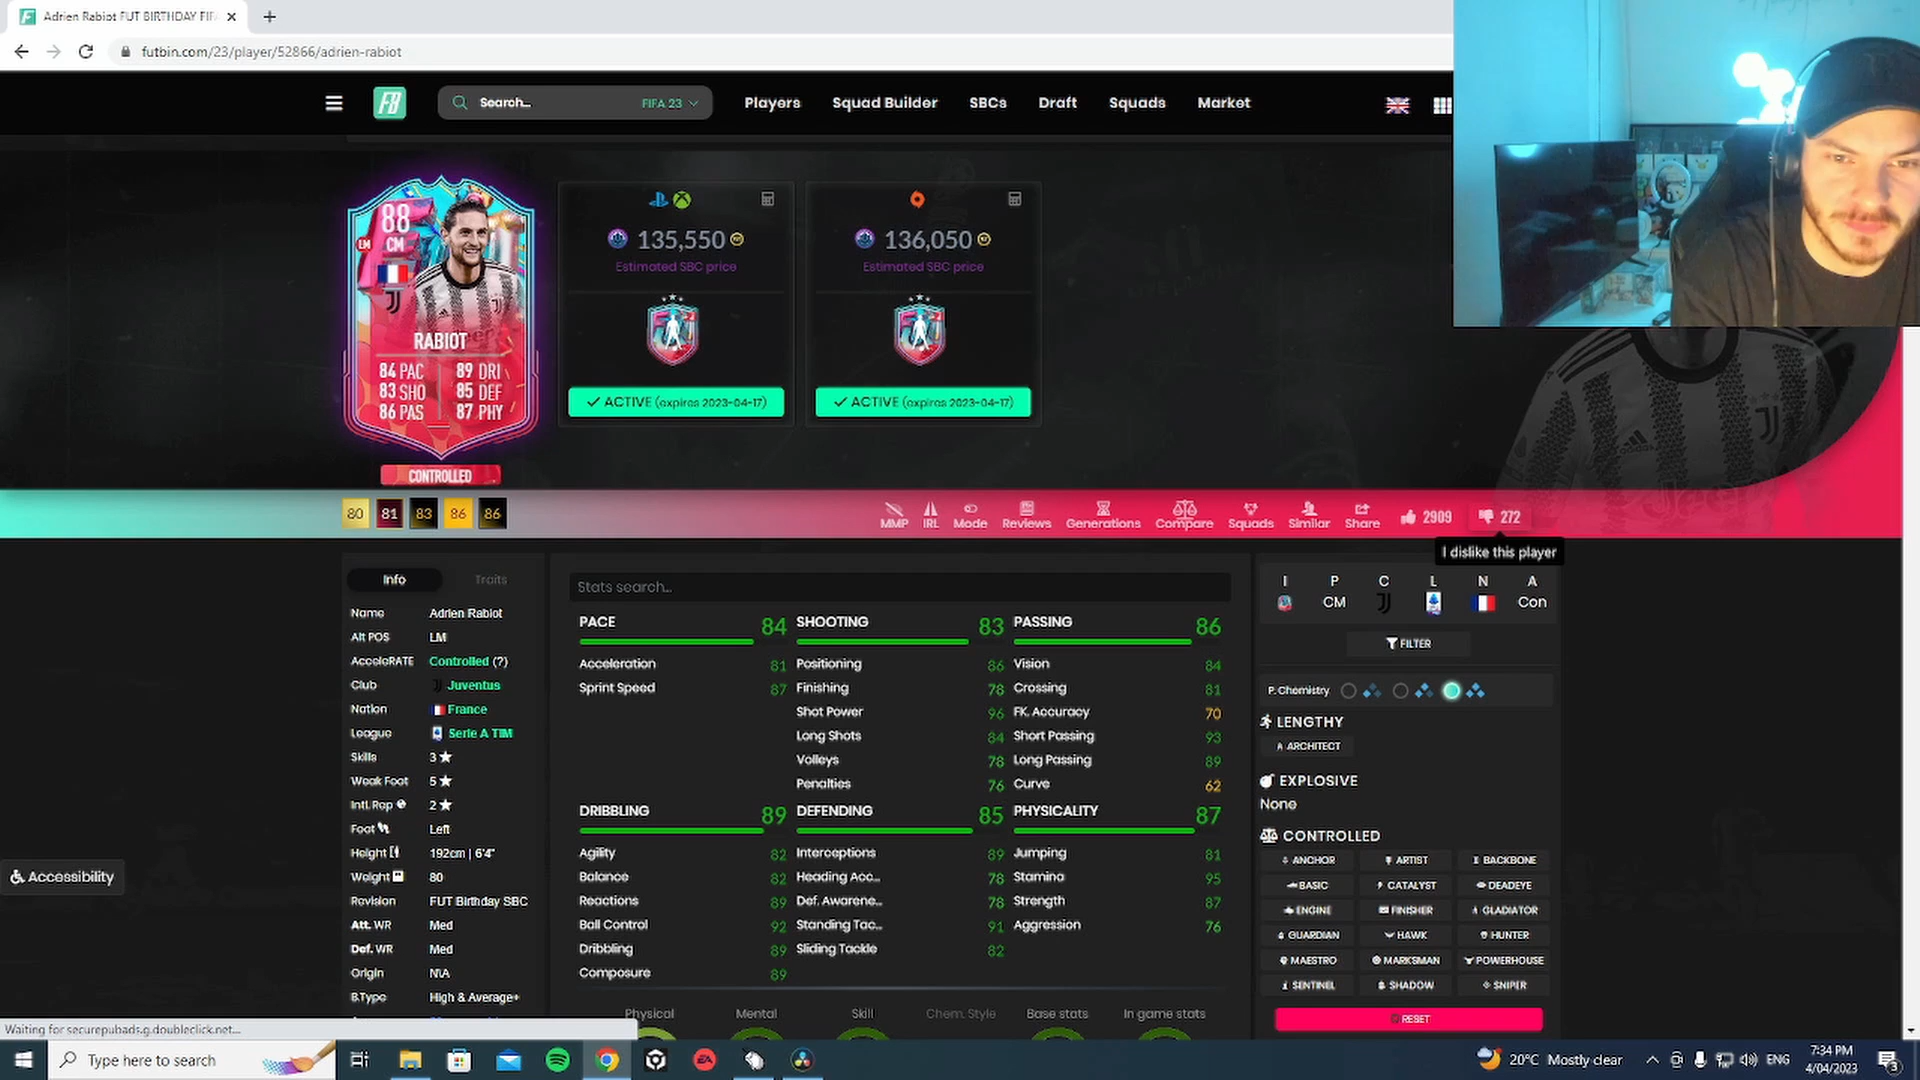 Adrien Rabiot FUT BIRTHDAY FIF
futbin.com/23/player/52866/adrien-rabiot
FB Search... FIFA 23 Players Squad Builder SBCs Draft Squads Market
88
CM
LM
RABIOT
84 PAC 89 DRI
83 SHO 85 DEF
86 PAS 87 PHY
CONTROLLED
135,550
Estimated SBC price
ACTIVE (expires 2023-04-17)
136,050
Estimated SBC price
ACTIVE (expires 2023-04-17)
80 81 83 86 86
MMP IRL Mode Reviews Generations Compare Squads Similar Share 2909 272
I dislike this player
Info Traits
Name Adrien Rabiot
Alt POS LM
AcceleRATE Controlled (?)
Club Juventus
Nation France
League Serie A TIM
Skills 3
Weak Foot 5
Intl.Rep 2
Foot Left
Height 192cm | 6'4"
Weight 80
Revision FUT Birthday SBC
Att. WR Med
Def. WR Med
Origin N\A
B.Type High & Average+
Stats search...
PACE 84
Acceleration 81
Sprint Speed 87
SHOOTING 83
Positioning 86
Finishing 78
Shot Power 96
Long Shots 84
Volleys 78
Penalties 76
PASSING 86
Vision 84
Crossing 81
FK. Accuracy 70
Short Passing 93
Long Passing 89
Curve 62
DRIBBLING 89
Agility 82
Balance 82
Reactions 89
Ball Control 92
Dribbling 89
Composure 89
DEFENDING 85
Interceptions 89
Heading Acc... 78
Def. Awarene... 78
Standing Tac... 91
Sliding Tackle 82
PHYSICALITY 87
Jumping 81
Stamina 95
Strength 87
Aggression 76
Physical Mental Skill Chem. Style Base stats In game stats
I P C L N A
CM Con
FILTER
P. Chemistry
LENGTHY
ARCHITECT
EXPLOSIVE
None
CONTROLLED
ANCHOR ARTIST BACKBONE
BASIC CATALYST DEADEYE
ENGINE FINISHER GLADIATOR
GUARDIAN HAWK HUNTER
MAESTRO MARKSMAN POWERHOUSE
SENTINEL SHADOW SNIPER
RESET
Accessibility
Waiting for securepubads.g.doubleclick.net...
Type here to search
EA
20°C Mostly clear
ENG
7:34 PM
4/04/2023
3